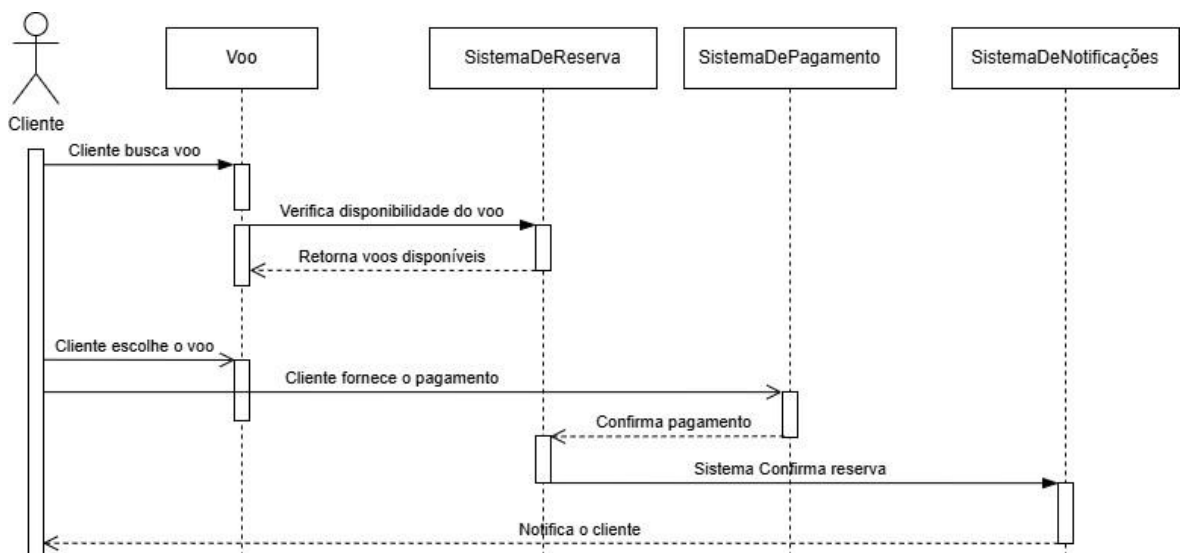 Voo
SistemaDeReserva
SistemaDePagamento
SistemaDeNotificações
Cliente
Cliente busca voo
Verifica disponibilidade do voo
Retorna voos disponíveis
Cliente escolhe o voo
Cliente fornece o pagamento
Confirma pagamento
Sistema Confirma reserva
Notifica o cliente